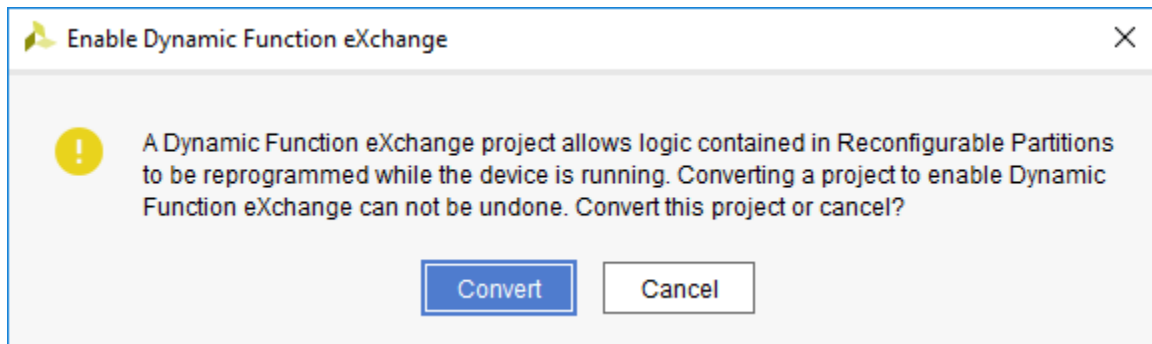 Enable Dynamic Function eXchange
A Dynamic Function eXchange project allows logic contained in Reconfigurable Partitions
to be reprogrammed while the device is running. Converting a project to enable Dynamic
Function eXchange can not be undone. Convert this project or cancel?
Convert
Cancel